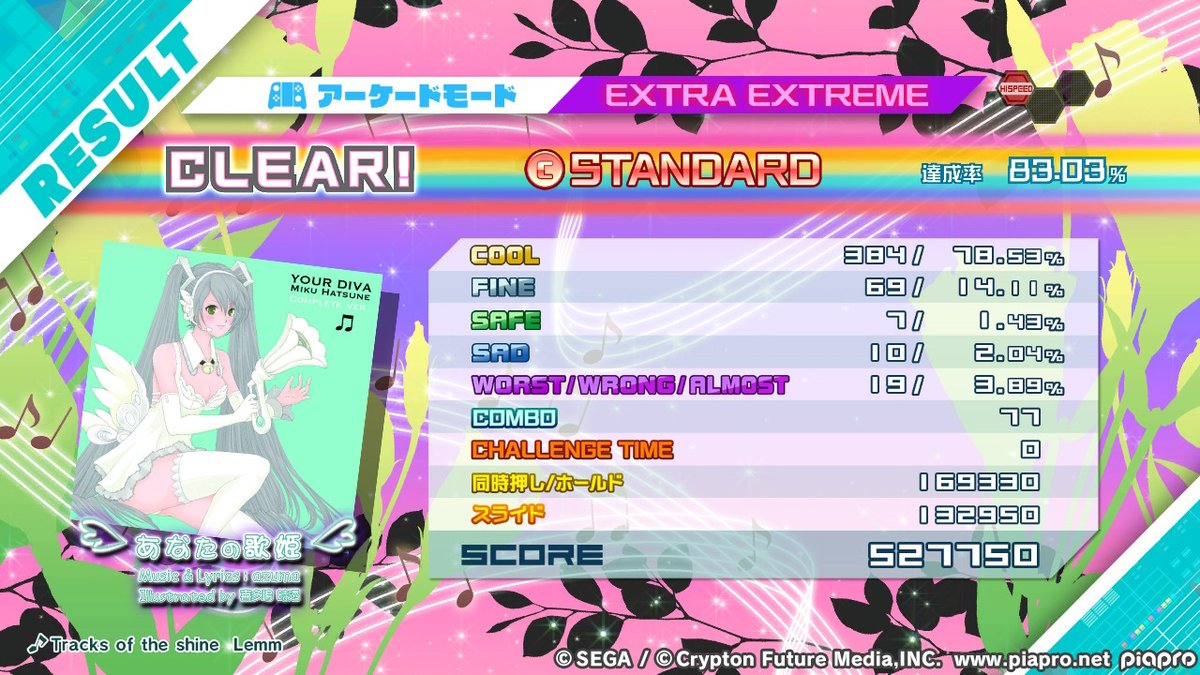 RESULT
アーケードモード EXTRA EXTREME HISPEED
CLEAR! C STANDARD 達成率 83.03%
YOUR DIVA
MIKU HATSUNE
COMPLETE VER.
COOL 384/ 78.53%
FINE 69/ 14.11%
SAFE 7/ 1.43%
SAD 10/ 2.04%
WORST/WRONG/ALMOST 19/ 3.89%
COMBO 77
CHALLENGE TIME 0
同時押し/ホールド 169330
スライド 132950
SCORE 527750
あなたの歌姫
Music & Lyrics : azuma
Illustrated by
Tracks of the shine Lemm
© SEGA / © Crypton Future Media,INC. www.piapro.net piapro